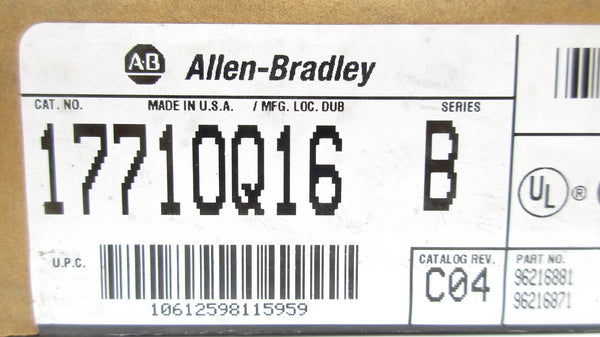 AB Allen-Bradley
CAT. NO. MADE IN U.S.A. / MFG. LOC. DUB SERIES
1771OQ16 B
U.P.C.
10612598115959
CATALOG REV.
C04
PART NO.
96216881
96216871
UL ®